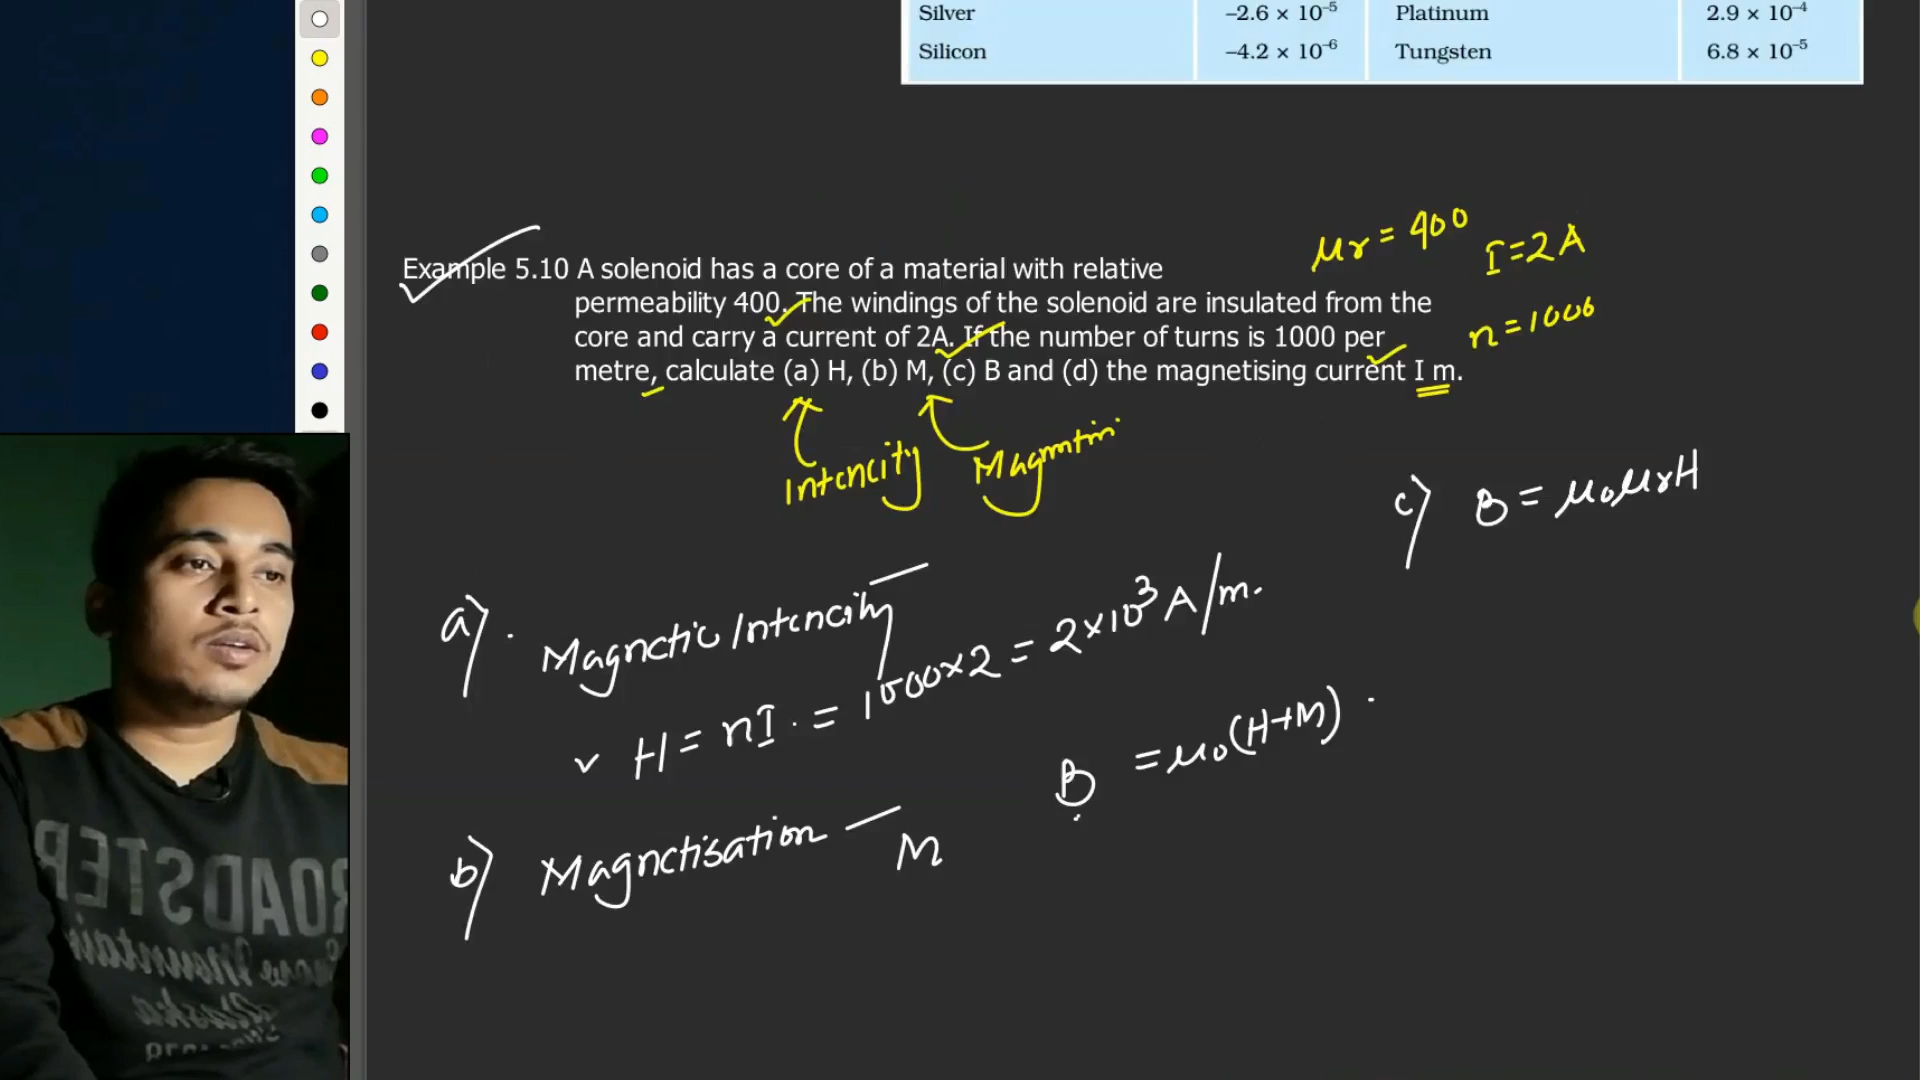 Silver −2.6 × 10⁻⁵ Platinum 2.9 × 10⁻⁴
Silicon −4.2 × 10⁻⁶ Tungsten 6.8 × 10⁻⁵
μr = 400
I = 2A
n = 1000
Example 5.10 A solenoid has a core of a material with relative
permeability 400. The windings of the solenoid are insulated from the
core and carry a current of 2A. If the number of turns is 1000 per
metre, calculate (a) H, (b) M, (c) B and (d) the magnetising current I m.
Intencity
c) B = μ₀μrH
a). Magnetic Intencity —
H = nI. = 1000×2 = 2×10³ A/m.
B = μ₀(H+M)
b) Magnetisation —
M
ROADSTER
Mountain
Alaska